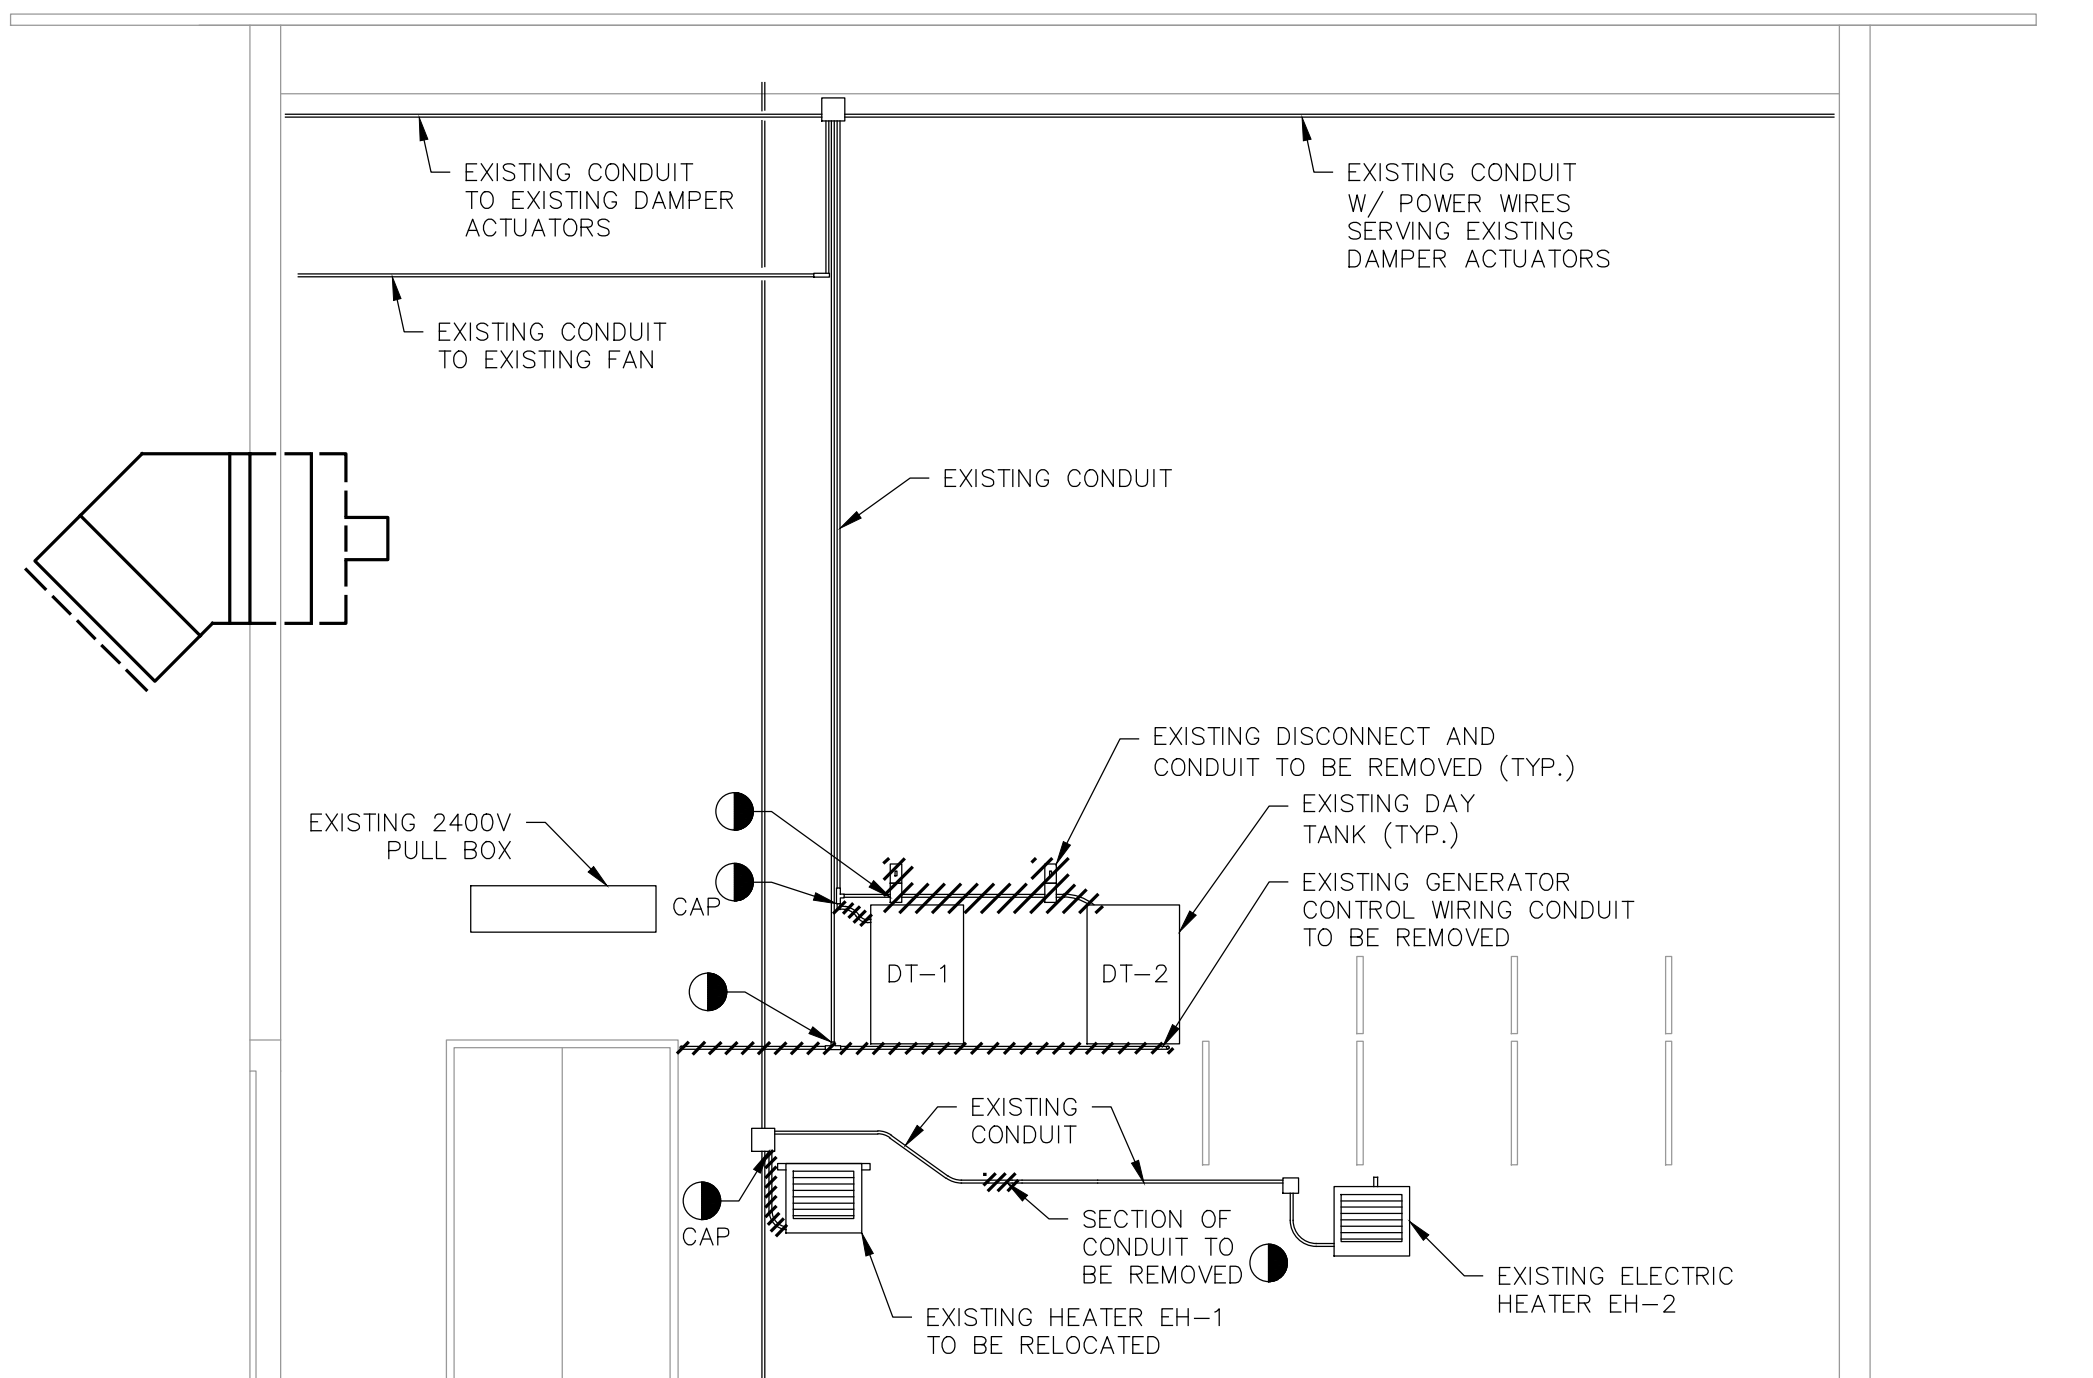 EXISTING CONDUIT
TO EXISTING DAMPER
ACTUATORS
EXISTING CONDUIT
W/ POWER WIRES
SERVING EXISTING
DAMPER ACTUATORS
EXISTING CONDUIT
TO EXISTING FAN
EXISTING CONDUIT
EXISTING DISCONNECT AND
CONDUIT TO BE REMOVED (TYP.)
EXISTING DAY
TANK (TYP.)
EXISTING 2400V
PULL BOX
CAP
EXISTING GENERATOR
CONTROL WIRING CONDUIT
TO BE REMOVED
DT-1
DT-2
EXISTING
CONDUIT
CAP
SECTION OF
CONDUIT TO
BE REMOVED
EXISTING ELECTRIC
HEATER EH-2
EXISTING HEATER EH-1
TO BE RELOCATED